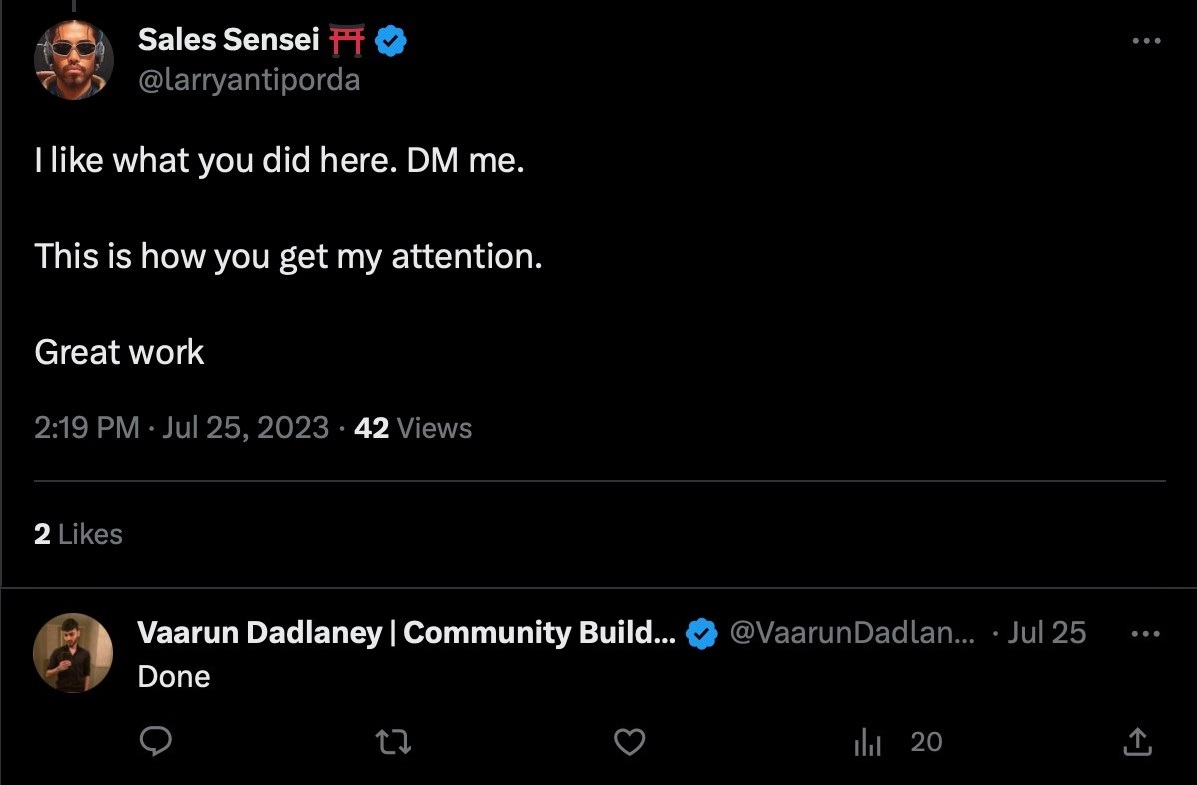 Sales Sensei ⛩️
@larryantiporda
I like what you did here. DM me.
This is how you get my attention.
Great work
2:19 PM · Jul 25, 2023 · 42 Views
2 Likes
Vaarun Dadlaney | Community Build... @VaarunDadlan... · Jul 25
Done
20